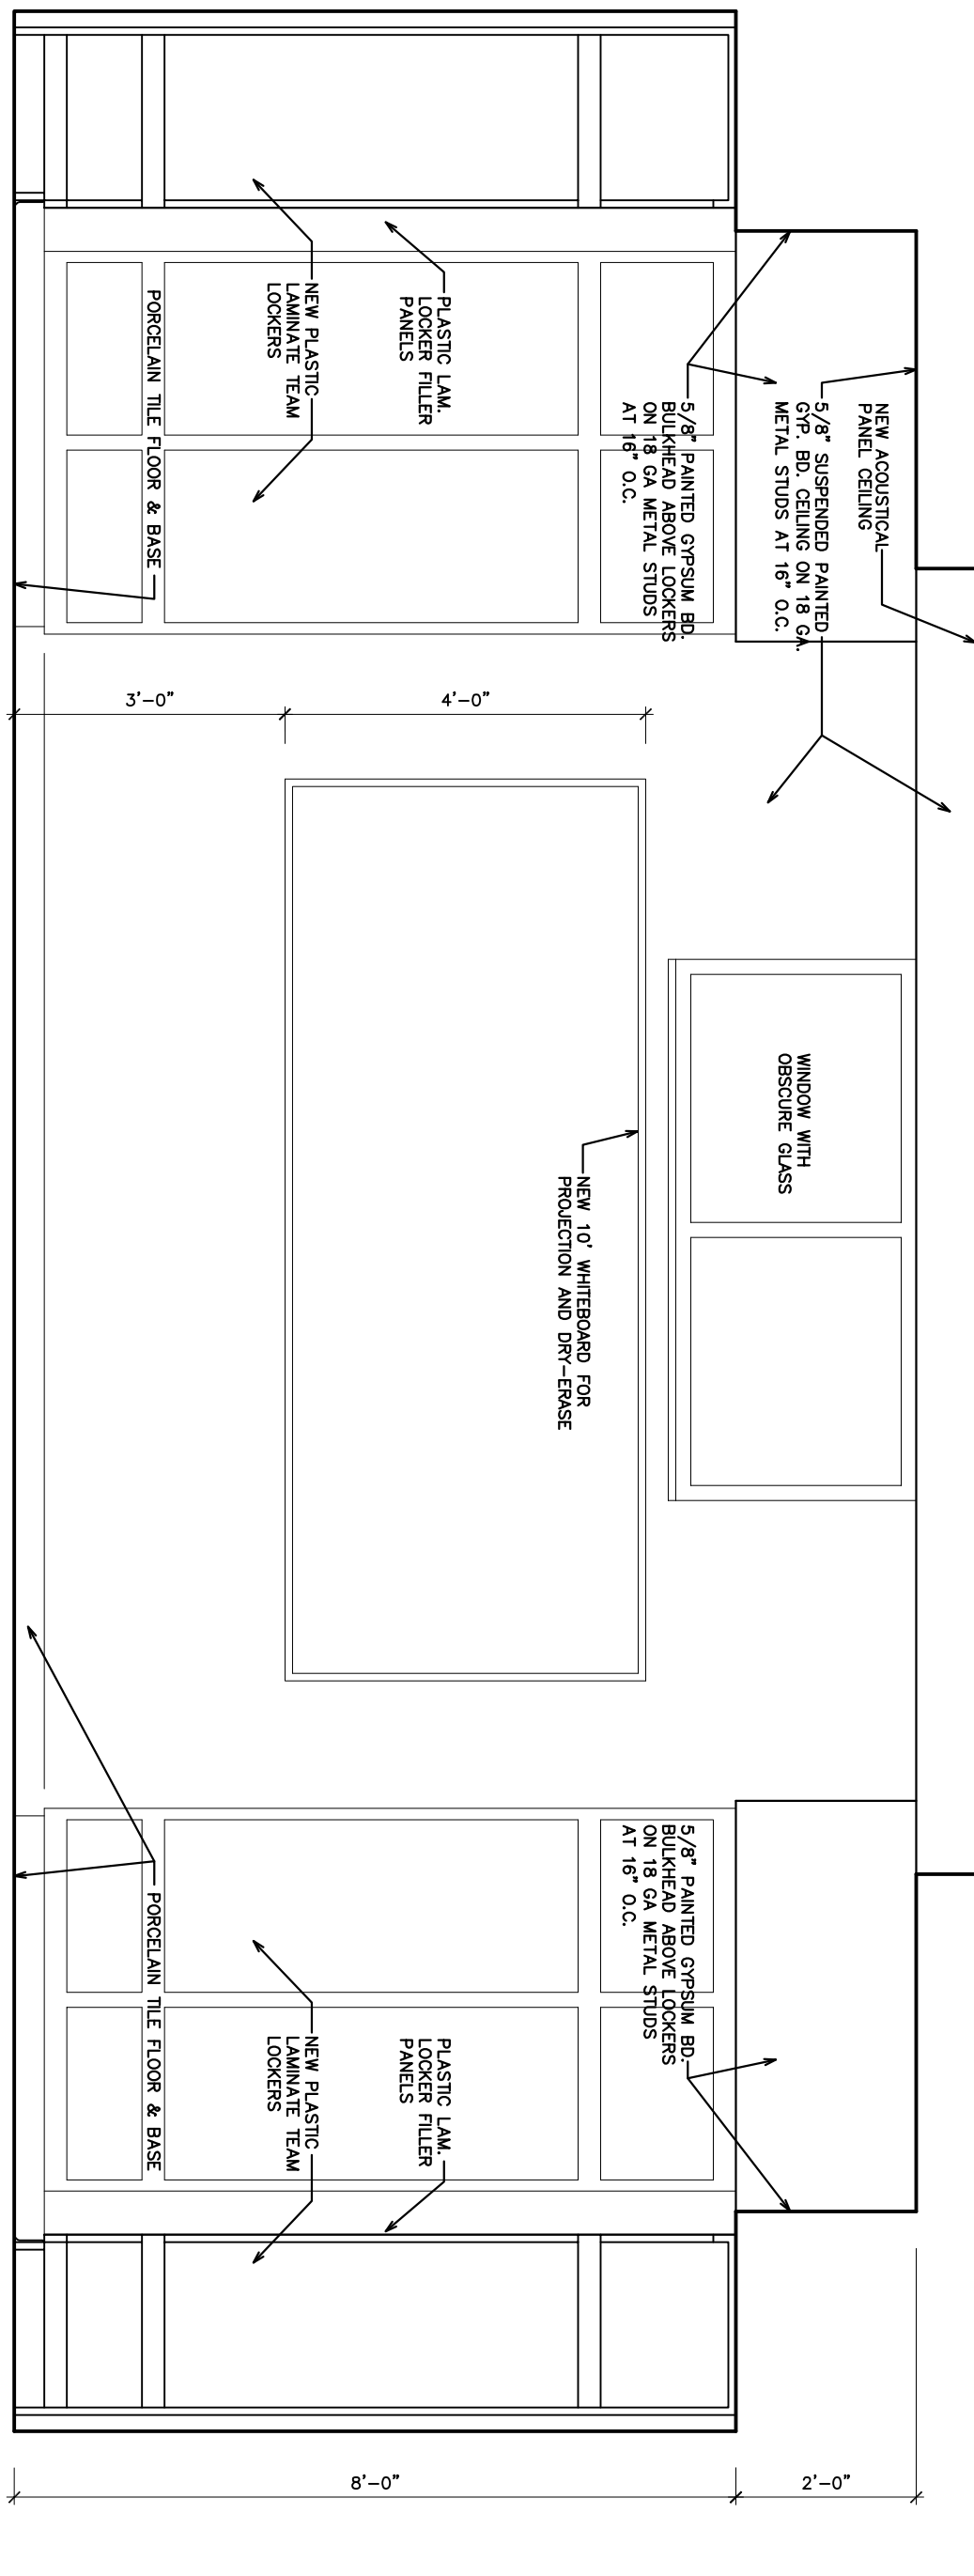 NEW ACOUSTICAL
PANEL CEILING
5/8" SUSPENDED PAINTED
GYP. BD. CEILING ON 18 GA.
METAL STUDS AT 16" O.C.
5/8" PAINTED GYPSUM BD.
BULKHEAD ABOVE LOCKERS
ON 18 GA METAL STUDS
AT 16" O.C.
PLASTIC LAM.
LOCKER FILLER
PANELS
NEW PLASTIC
LAMINATE TEAM
LOCKERS
PORCELAIN TILE FLOOR & BASE
4'-0"
3'-0"
WINDOW WITH
OBSCURE GLASS
NEW 10' WHITEBOARD FOR
PROJECTION AND DRY-ERASE
5/8" PAINTED GYPSUM BD.
BULKHEAD ABOVE LOCKERS
ON 18 GA METAL STUDS
AT 16" O.C.
PLASTIC LAM.
LOCKER FILLER
PANELS
NEW PLASTIC
LAMINATE TEAM
LOCKERS
PORCELAIN TILE FLOOR & BASE
2'-0"
8'-0"